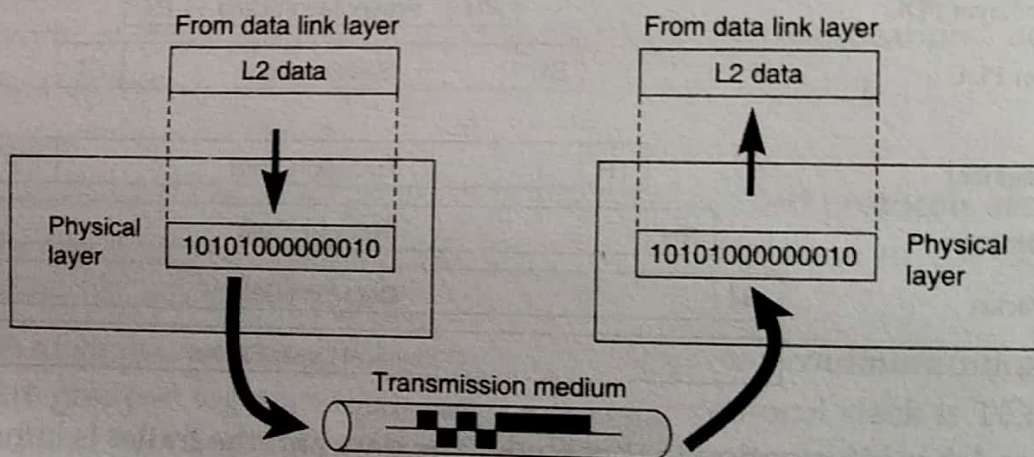 From data link layer
L2 data
Physical
layer
10101000000010
From data link layer
L2 data
10101000000010
Physical
layer
Transmission medium